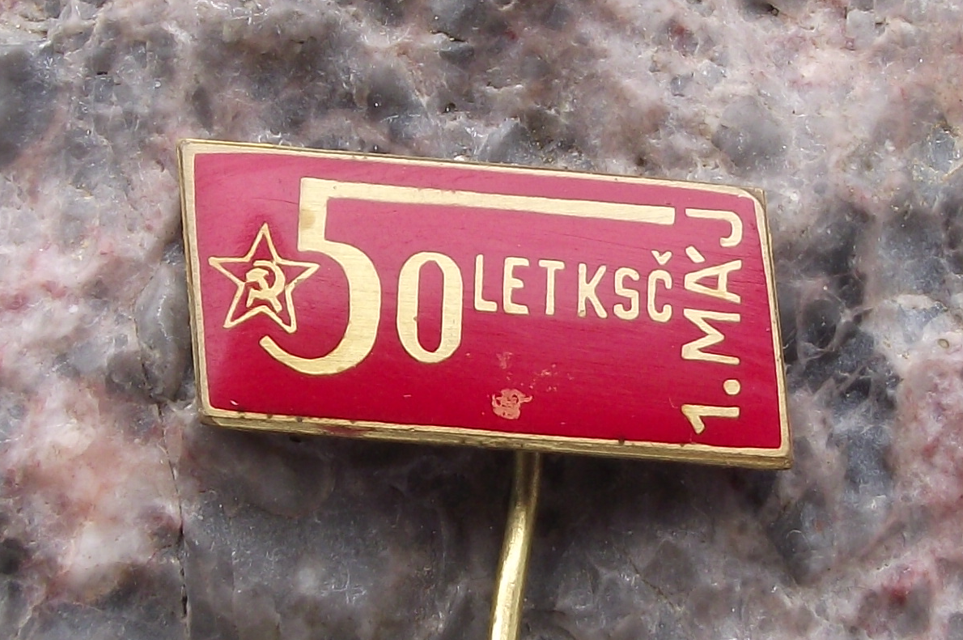 50 LET KSČ
1. MÁJ